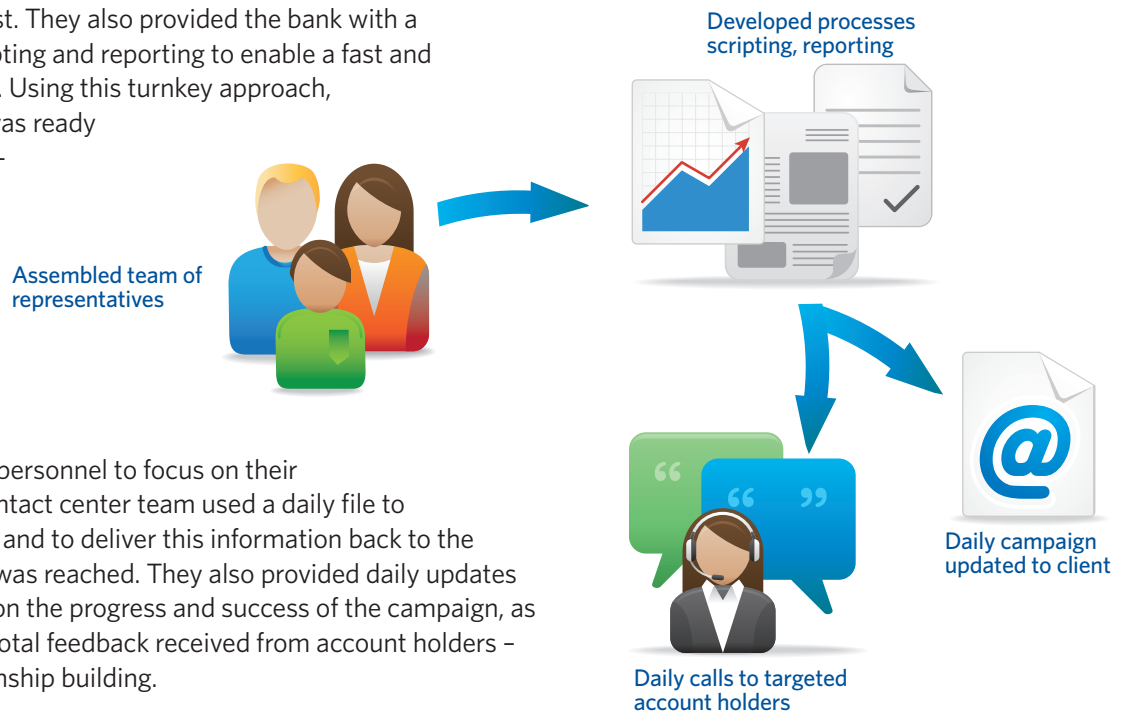 st. They also provided the bank with a
oting and reporting to enable a fast and
. Using this turnkey approach,
was ready
–
Developed processes
scripting, reporting
Assembled team of
representatives
personnel to focus on their
ntact center team used a daily file to
and to deliver this information back to the
was reached. They also provided daily updates
on the progress and success of the campaign, as
otal feedback received from account holders –
nship building.
Daily campaign
updated to client
Daily calls to targeted
account holders